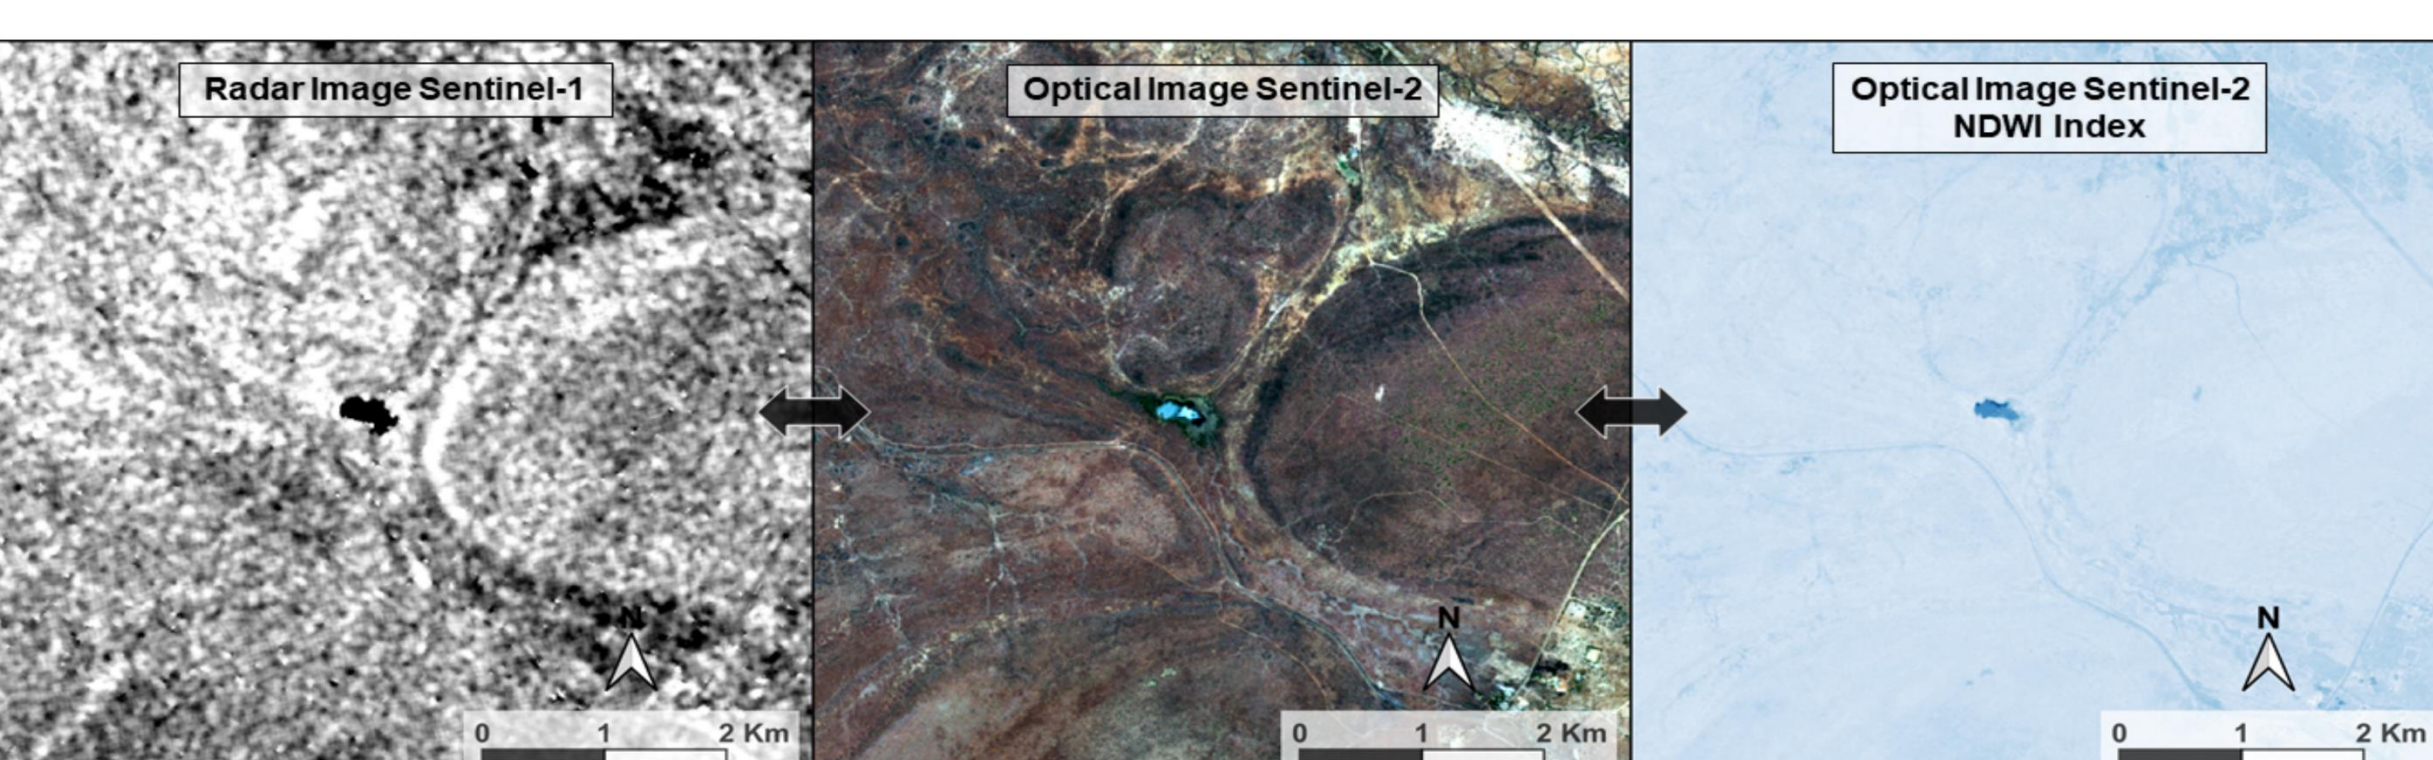 Radar Image Sentinel-1
Optical Image Sentinel-2
Optical Image Sentinel-2
NDWI Index
N
N
N
0 1 2 Km
0 1 2 Km
0 1 2 Km